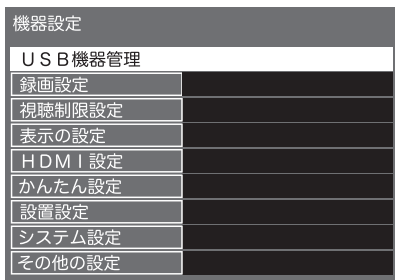 機器設定
ＵＳＢ機器管理
録画設定
視聴制限設定
表示の設定
ＨＤＭＩ設定
かんたん設定
設置設定
システム設定
その他の設定